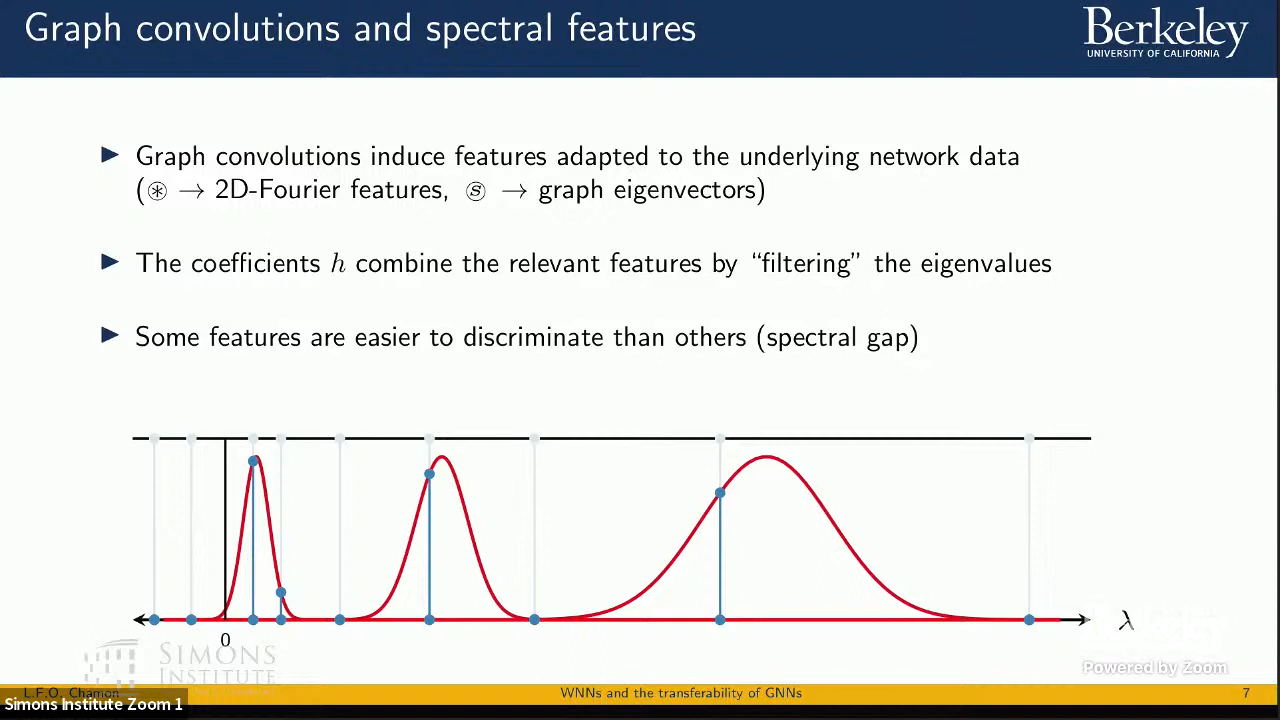 Graph convolutions and spectral features
Berkeley
UNIVERSITY OF CALIFORNIA
▶ Graph convolutions induce features adapted to the underlying network data
(⊛ → 2D-Fourier features, ⓢ → graph eigenvectors)
▶ The coefficients h combine the relevant features by “filtering” the eigenvalues
▶ Some features are easier to discriminate than others (spectral gap)
λ
0
SIMONS
INSTITUTE
Powered by Zoom
L.F.O. Chamon
WNNs and the transferability of GNNs
7
Simons Institute Zoom 1